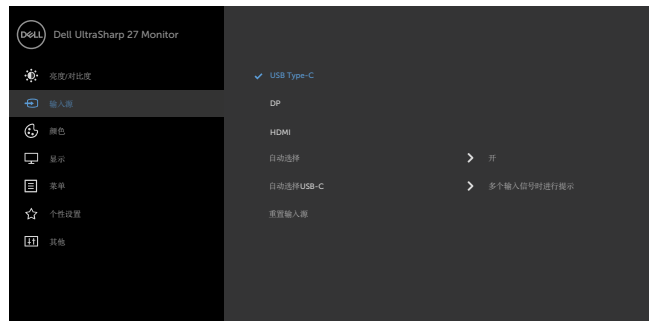 DELL Dell UltraSharp 27 Monitor
亮度/对比度
USB Type-C
输入源
DP
颜色
HDMI
显示
自动选择 开
菜单
自动选择USB-C 多个输入信号时进行提示
个性设置
重置输入源
其他